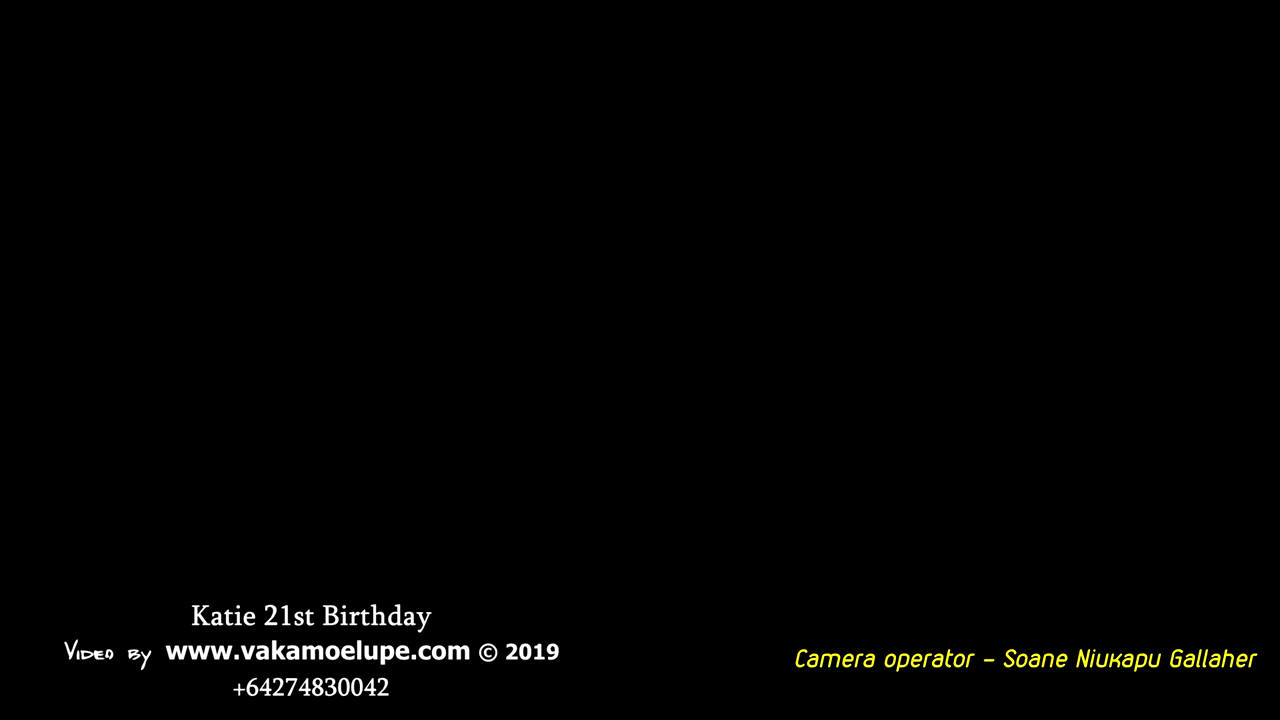 Katie 21st Birthday
Video by www.vakamoelupe.com © 2019
+64274830042
Camera operator – Soane Niukapu Gallaher